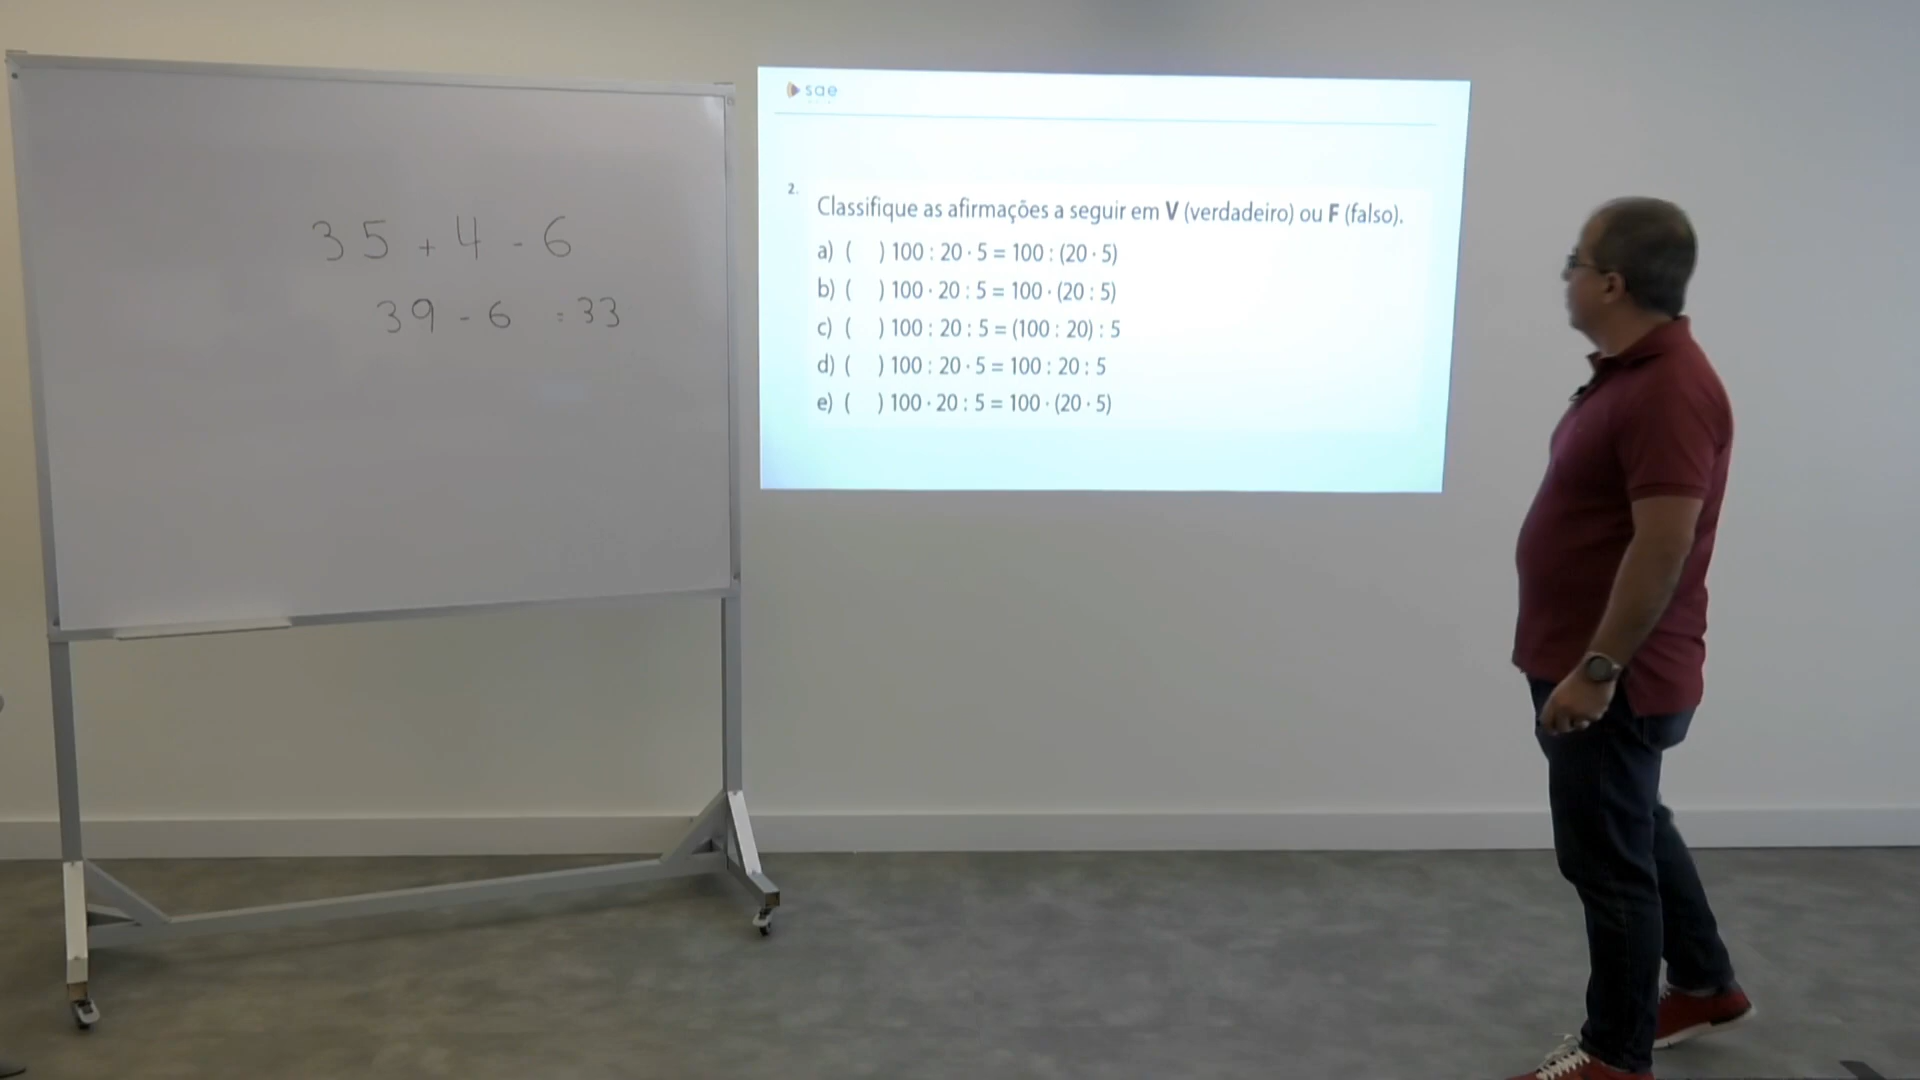 35 + 4 - 6
39 - 6 = 33
sae
2.
Classifique as afirmações a seguir em V (verdadeiro) ou F (falso).
a) (   ) 100 : 20 · 5 = 100 : (20 · 5)
b) (   ) 100 · 20 : 5 = 100 · (20 : 5)
c) (   ) 100 : 20 : 5 = (100 : 20) : 5
d) (   ) 100 : 20 · 5 = 100 : 20 : 5
e) (   ) 100 · 20 : 5 = 100 · (20 · 5)